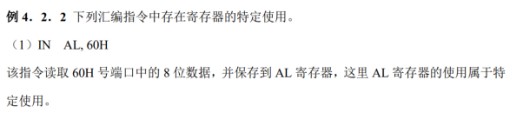 例 4．2．2 下列汇编指令中存在寄存器的特定使用。
（1）IN AL, 60H
该指令读取 60H 号端口中的 8 位数据，并保存到 AL 寄存器，这里 AL 寄存器的使用属于特
定使用。